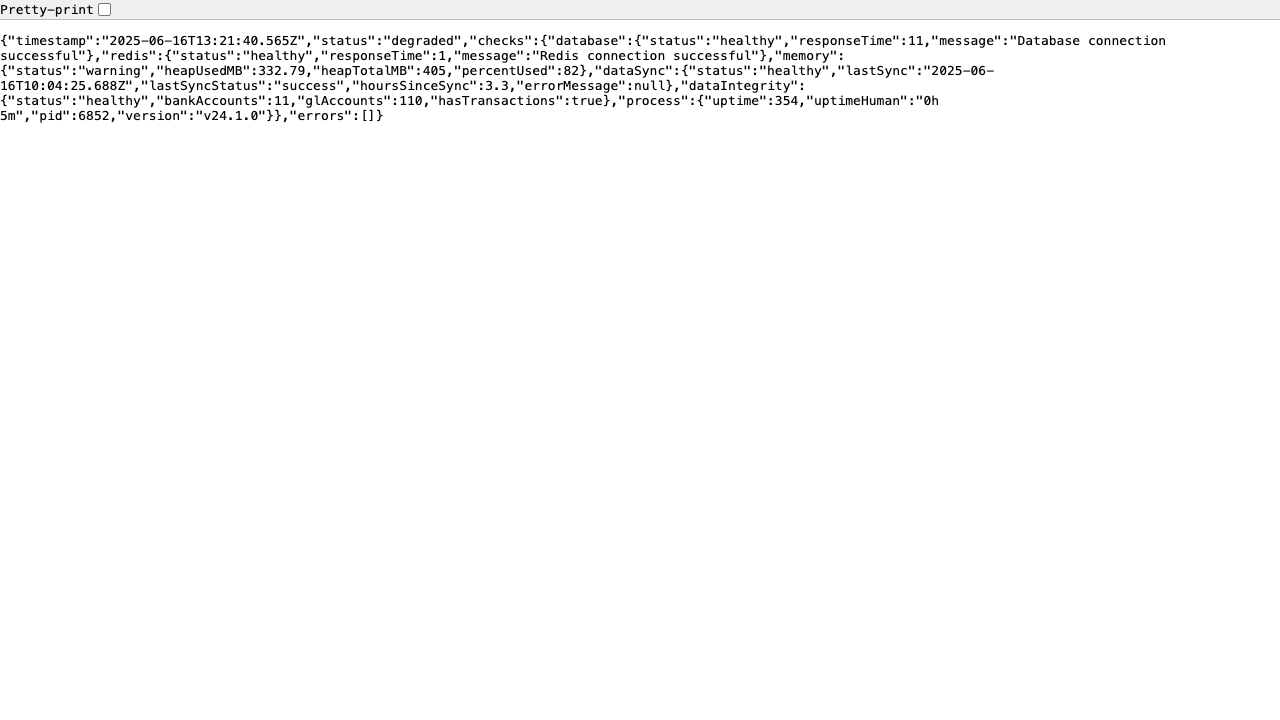 Pretty-print
{"timestamp":"2025-06-16T13:21:40.565Z","status":"degraded","checks":{"database":{"status":"healthy","responseTime":11,"message":"Database connection
successful"},"redis":{"status":"healthy","responseTime":1,"message":"Redis connection successful"},"memory":
{"status":"warning","heapUsedMB":332.79,"heapTotalMB":405,"percentUsed":82},"dataSync":{"status":"healthy","lastSync":"2025-06-
16T10:04:25.688Z","lastSyncStatus":"success","hoursSinceSync":3.3,"errorMessage":null},"dataIntegrity":
{"status":"healthy","bankAccounts":11,"glAccounts":110,"hasTransactions":true},"process":{"uptime":354,"uptimeHuman":"0h
5m","pid":6852,"version":"v24.1.0"}},"errors":[]}